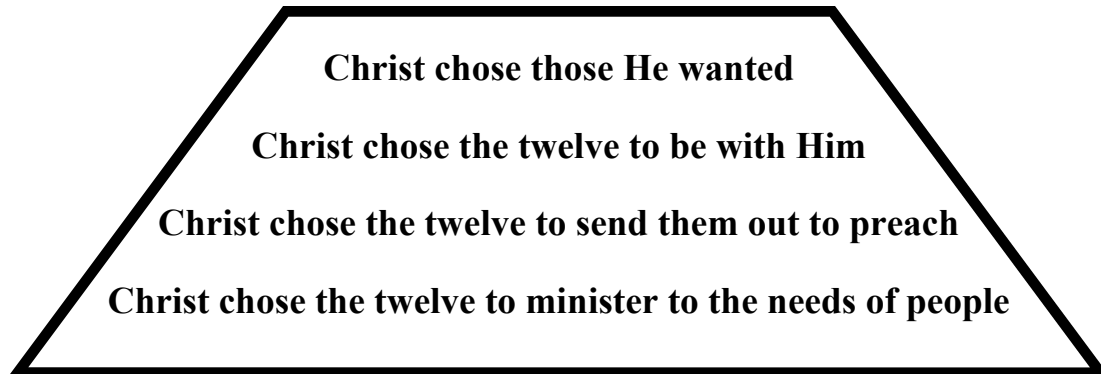 Christ chose those He wanted
Christ chose the twelve to be with Him
Christ chose the twelve to send them out to preach
Christ chose the twelve to minister to the needs of people